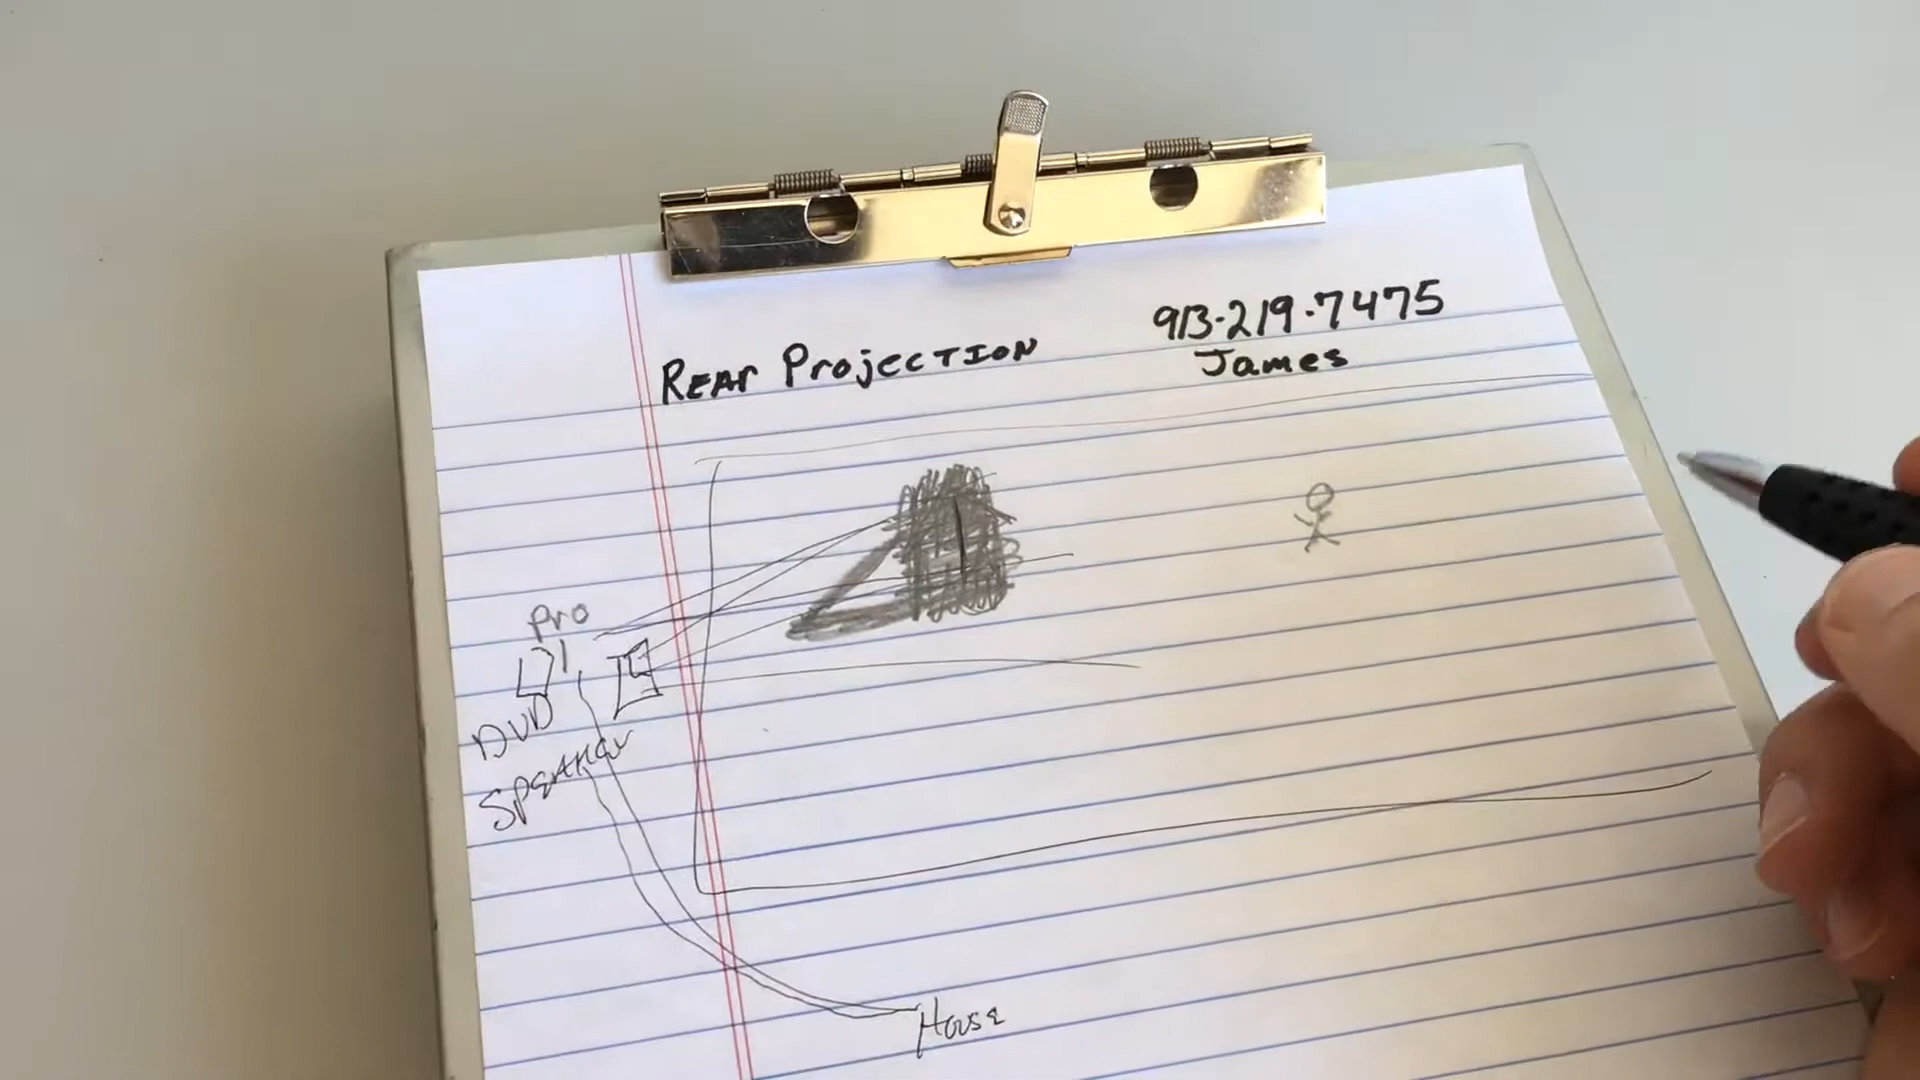 913-219-7475
REAr ProjecTION
James
Pro
DVD
SPEAKEr
House